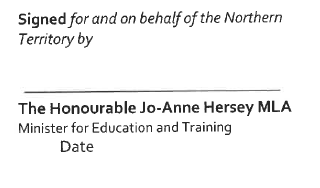 Signed for and on behalf of the Northern
Territory by
The Honourable Jo-Anne Hersey MLA
Minister for Education and Training
Date